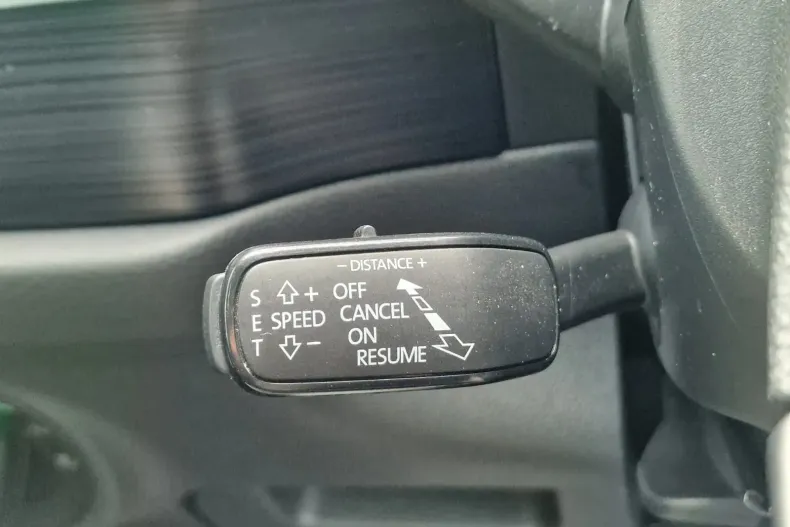 − DISTANCE +
S + OFF
E SPEED CANCEL
T − ON
RESUME